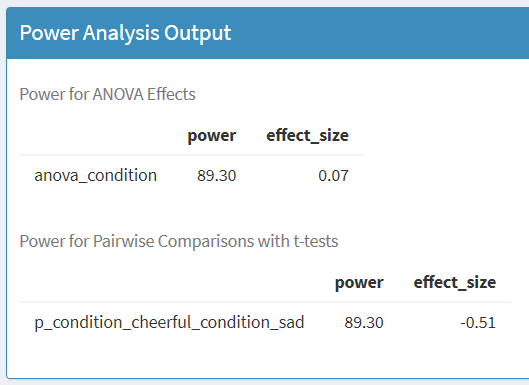 Power Analysis Output
Power for ANOVA Effects
power effect_size
anova_condition 89.30 0.07
Power for Pairwise Comparisons with t-tests
power effect_size
p_condition_cheerful_condition_sad 89.30 -0.51